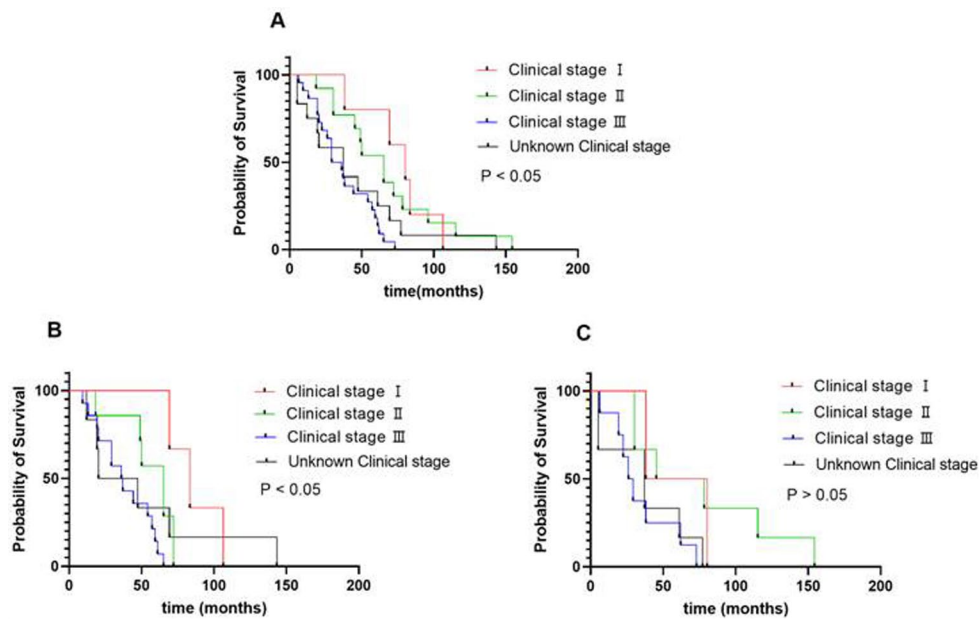 A
Probability of Survival
100
50
0
0 50 100 150 200
time(months)
Clinical stage Ⅰ
Clinical stage Ⅱ
Clinical stage Ⅲ
Unknown Clinical stage
P < 0.05
B
Probability of Survival
100
50
0
0 50 100 150 200
time (months)
Clinical stage Ⅰ
Clinical stage Ⅱ
Clinical stage Ⅲ
Unknown Clinical stage
P < 0.05
C
Probability of Survival
100
50
0
0 50 100 150 200
time (months)
Clinical stage Ⅰ
Clinical stage Ⅱ
Clinical stage Ⅲ
Unknown Clinical stage
P > 0.05